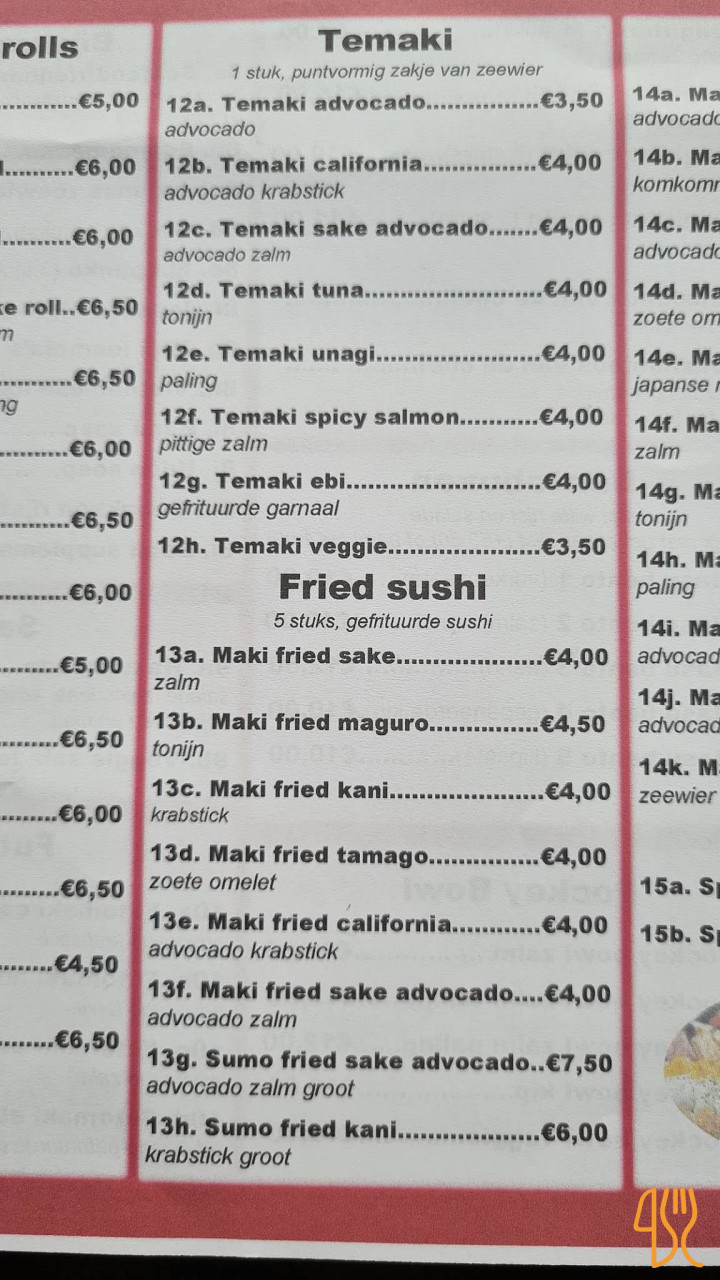 rolls
€5,00
€6,00
€6,00
roll..€6,50
€6,50
€6,00
€6,50
€6,00
€5,00
€6,50
€6,00
€6,50
€4,50
€6,50
Temaki
1 stuk, puntvormig zakje van zeewier
12a. Temaki advocado................€3,50
advocado
12b. Temaki california................€4,00
advocado krabstick
12c. Temaki sake advocado.......€4,00
advocado zalm
12d. Temaki tuna.........................€4,00
tonijn
12e. Temaki unagi.......................€4,00
paling
12f. Temaki spicy salmon...........€4,00
pittige zalm
12g. Temaki ebi...........................€4,00
gefrituurde garnaal
12h. Temaki veggie.....................€3,50
Fried sushi
5 stuks, gefrituurde sushi
13a. Maki fried sake....................€4,00
zalm
13b. Maki fried maguro...............€4,50
tonijn
13c. Maki fried kani.....................€4,00
krabstick
13d. Maki fried tamago...............€4,00
zoete omelet
13e. Maki fried california............€4,00
advocado krabstick
13f. Maki fried sake advocado....€4,00
advocado zalm
13g. Sumo fried sake advocado..€7,50
advocado zalm groot
13h. Sumo fried kani...................€6,00
krabstick groot
14a. Ma
advocado
14b. Ma
komkomm
14c. Ma
advocado
14d. Ma
zoete om
14e. Ma
japanse
14f. Ma
zalm
14g. Ma
tonijn
14h. Ma
paling
14i. Ma
advocad
14j. Ma
advocad
14k. M
zeewier
15a. Sp
15b. Sp